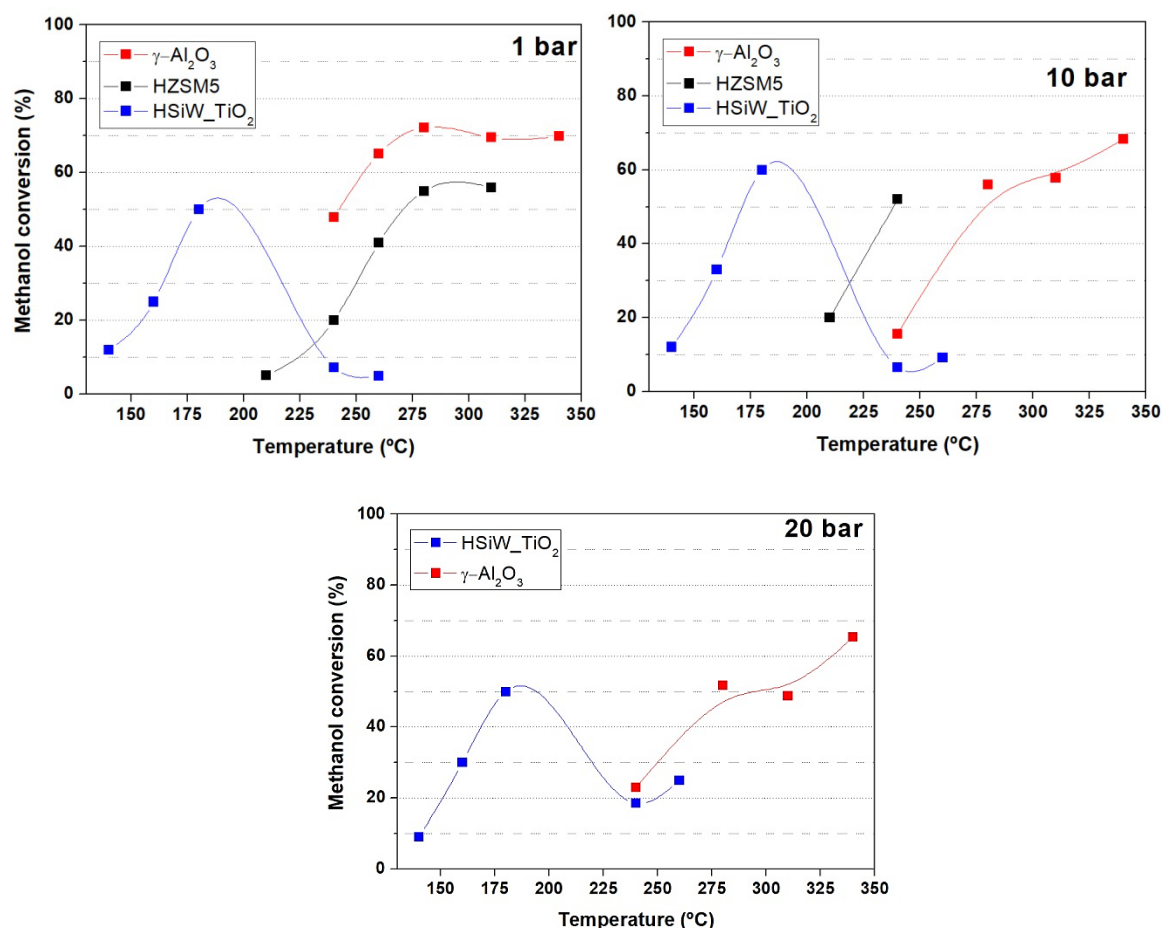 1 bar
γ–Al₂O₃
HZSM5
HSiW_TiO₂
Methanol conversion (%)
100
80
60
40
20
0
150 175 200 225 250 275 300 325 350
Temperature (ºC)
10 bar
γ–Al₂O₃
HZSM5
HSiW_TiO₂
100
80
60
40
20
0
150 175 200 225 250 275 300 325 350
Temperature (ºC)
20 bar
HSiW_TiO₂
γ–Al₂O₃
Methanol conversion (%)
100
80
60
40
20
0
150 175 200 225 250 275 300 325 350
Temperature (ºC)